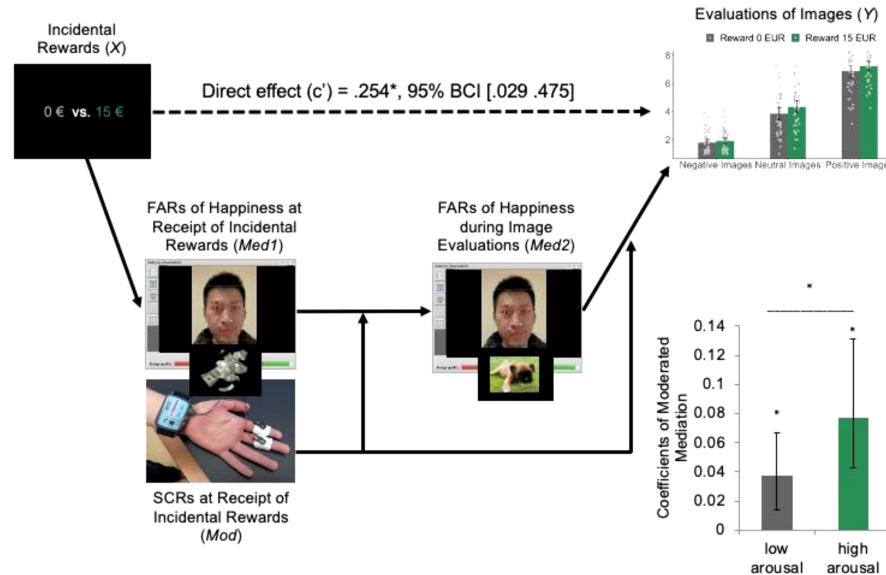 Incidental
Rewards (X)
0 € vs. 15 €
Direct effect (c') = .254*, 95% BCI [.029 .475]
Evaluations of Images (Y)
Reward 0 EUR Reward 15 EUR
8
6
4
2
Negative Images Neutral Images Positive Image
FARs of Happiness at
Receipt of Incidental
Rewards (Med1)
FARs of Happiness
during Image
Evaluations (Med2)
SCRs at Receipt of
Incidental Rewards
(Mod)
Coefficients of Moderated
Mediation
0.14
0.12
0.1
0.08
0.06
0.04
0.02
0
*
*
*
low
arousal
high
arousal